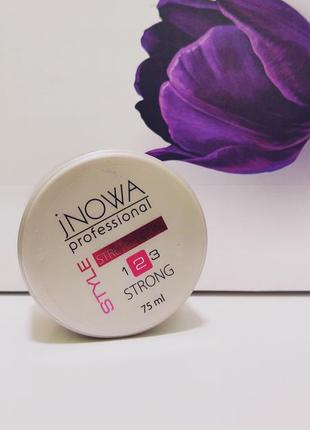 jNOWA
professional
STYLE
1 2 3
STRONG
75 ml